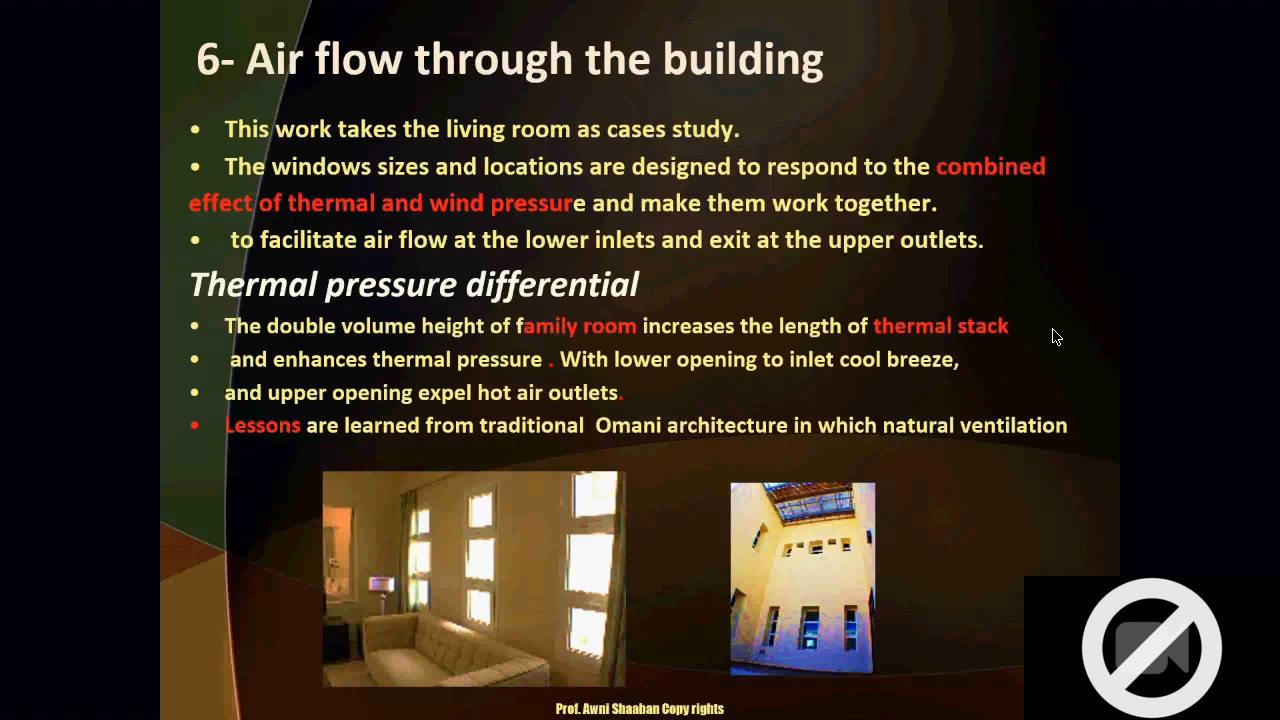 6- Air flow through the building
• This work takes the living room as cases study.
• The windows sizes and locations are designed to respond to the combined
effect of thermal and wind pressure and make them work together.
• to facilitate air flow at the lower inlets and exit at the upper outlets.
Thermal pressure differential
• The double volume height of family room increases the length of thermal stack
• and enhances thermal pressure . With lower opening to inlet cool breeze,
• and upper opening expel hot air outlets.
• Lessons are learned from traditional  Omani architecture in which natural ventilation
Prof. Awni Shaaban Copy rights